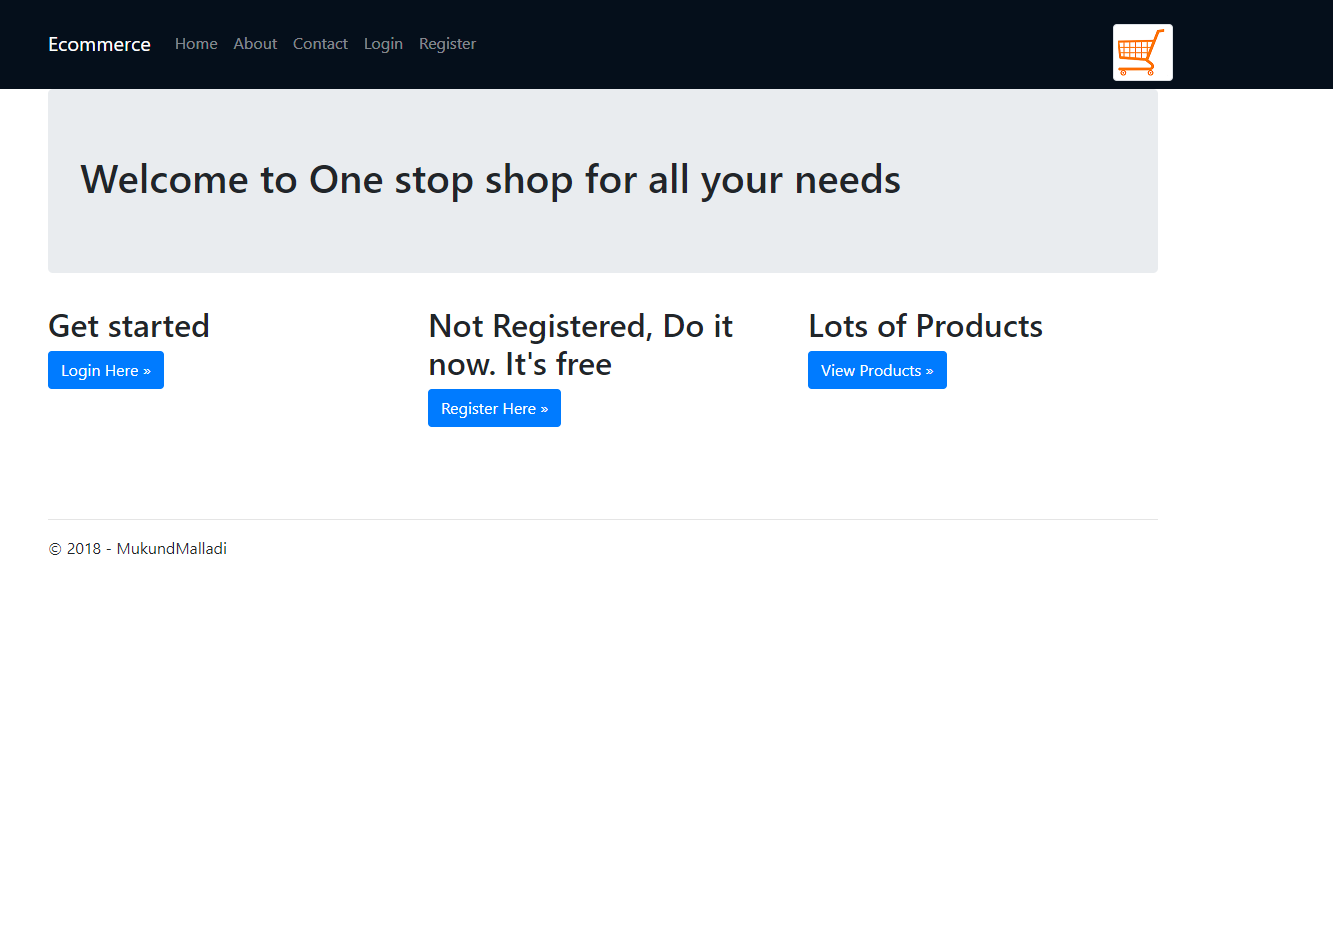 Ecommerce Home About Contact Login Register
Welcome to One stop shop for all your needs
Get started
Login Here »
Not Registered, Do it
now. It's free
Register Here »
Lots of Products
View Products »
© 2018 - MukundMalladi